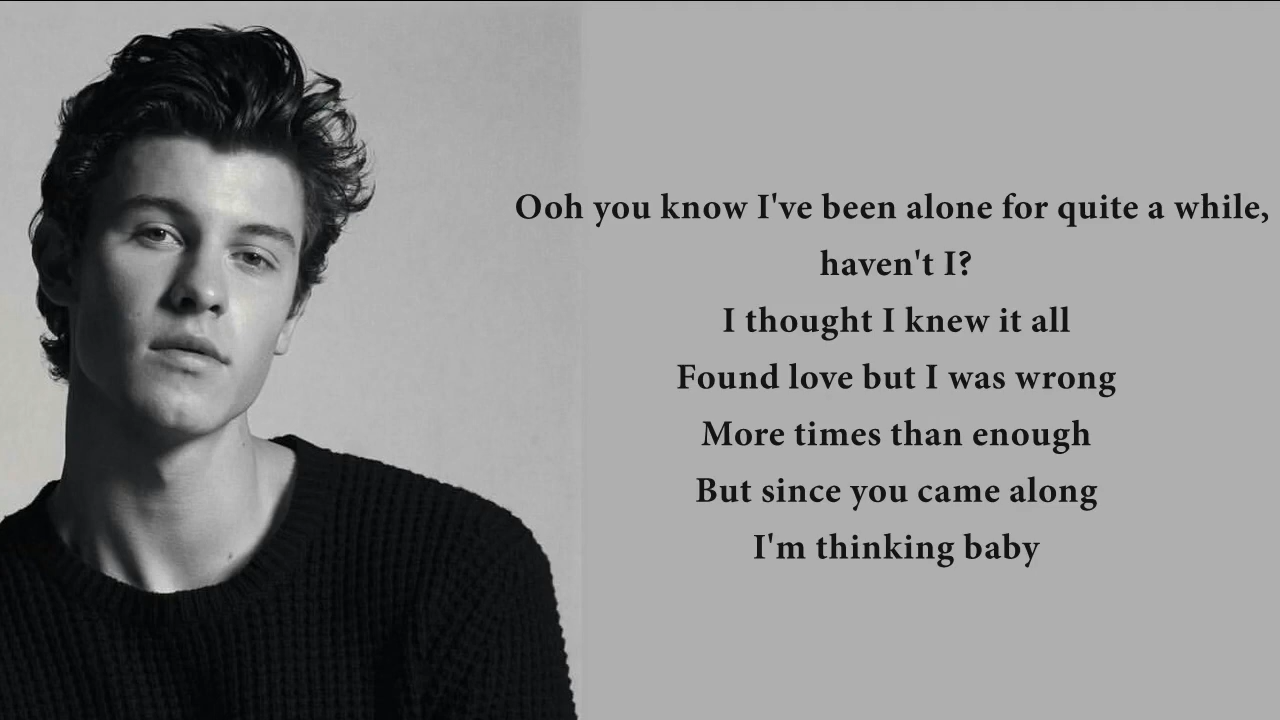 Ooh you know I've been alone for quite a while,
haven't I?
I thought I knew it all
Found love but I was wrong
More times than enough
But since you came along
I'm thinking baby